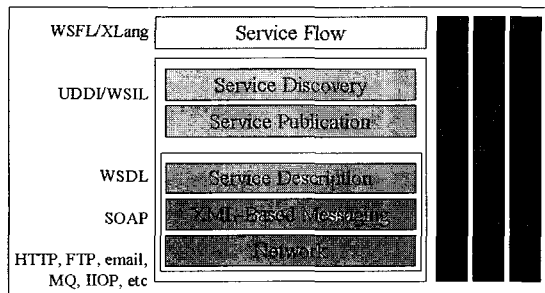 WSFL/XLang
Service Flow
UDDI/WSIL
Service Discovery
Service Publication
WSDL
Service Description
SOAP
XML-Based Messaging
Network
HTTP, FTP, email,
MQ, IIOP, etc